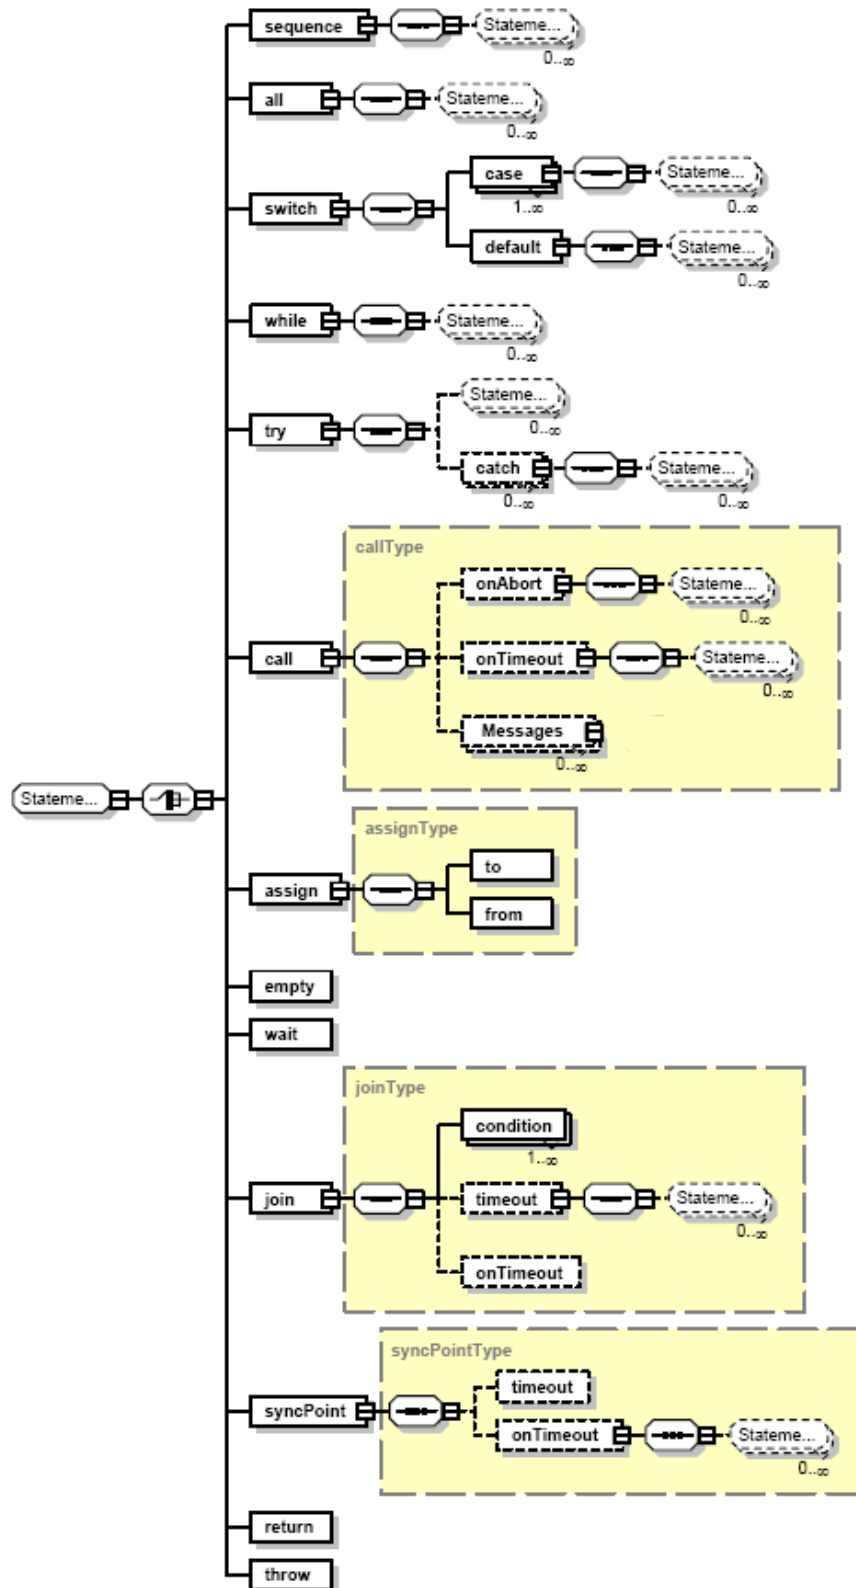 sequence
Stateme...
0..∞
all
Stateme...
0..∞
case
Stateme...
1..∞
0..∞
switch
default
Stateme...
0..∞
while
Stateme...
0..∞
Stateme...
0..∞
try
catch
Stateme...
0..∞
0..∞
callType
onAbort
Stateme...
0..∞
call
onTimeout
Stateme...
0..∞
Messages
0..∞
Stateme...
assignType
to
assign
from
empty
wait
joinType
condition
1..∞
join
timeout
Stateme...
0..∞
onTimeout
syncPointType
timeout
syncPoint
onTimeout
Stateme...
0..∞
return
throw